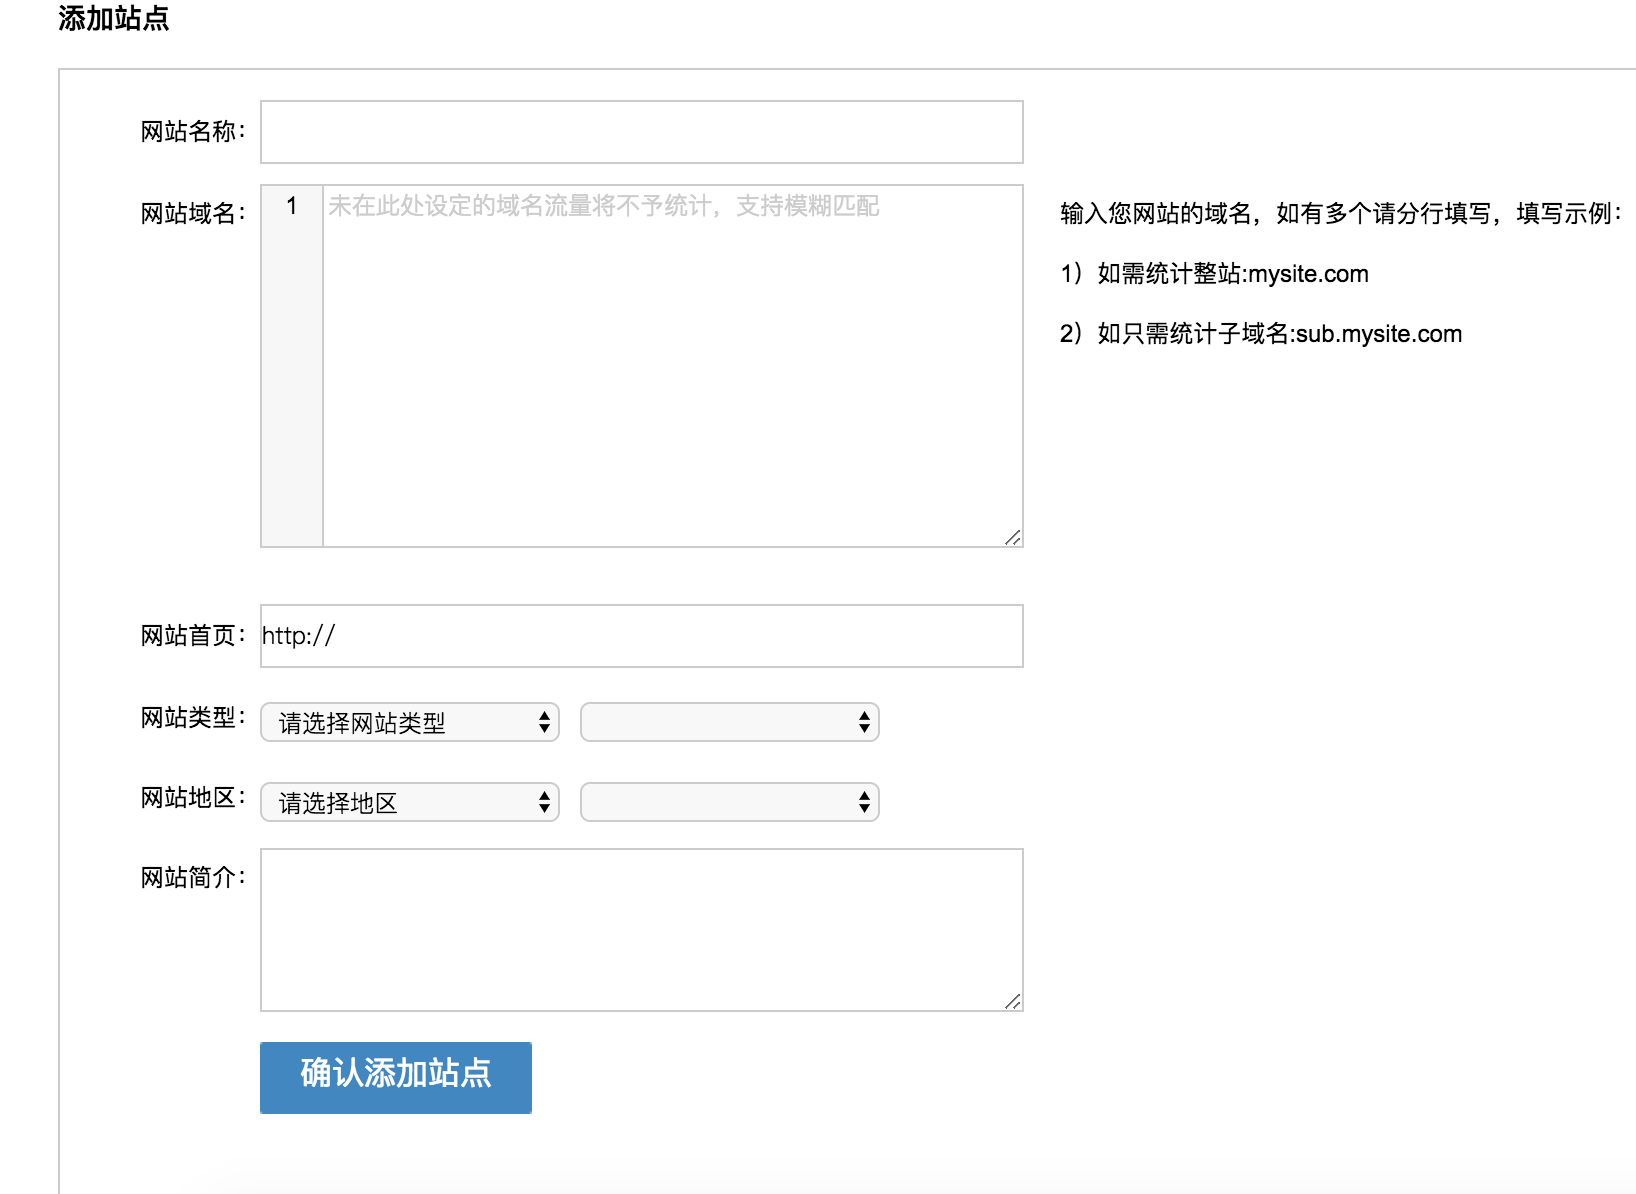 添加站点
网站名称：
网站域名：
1
未在此处设定的域名流量将不予统计，支持模糊匹配
输入您网站的域名，如有多个请分行填写，填写示例：
1）如需统计整站:mysite.com
2）如只需统计子域名:sub.mysite.com
网站首页：
http://
网站类型：
请选择网站类型
网站地区：
请选择地区
网站简介：
确认添加站点